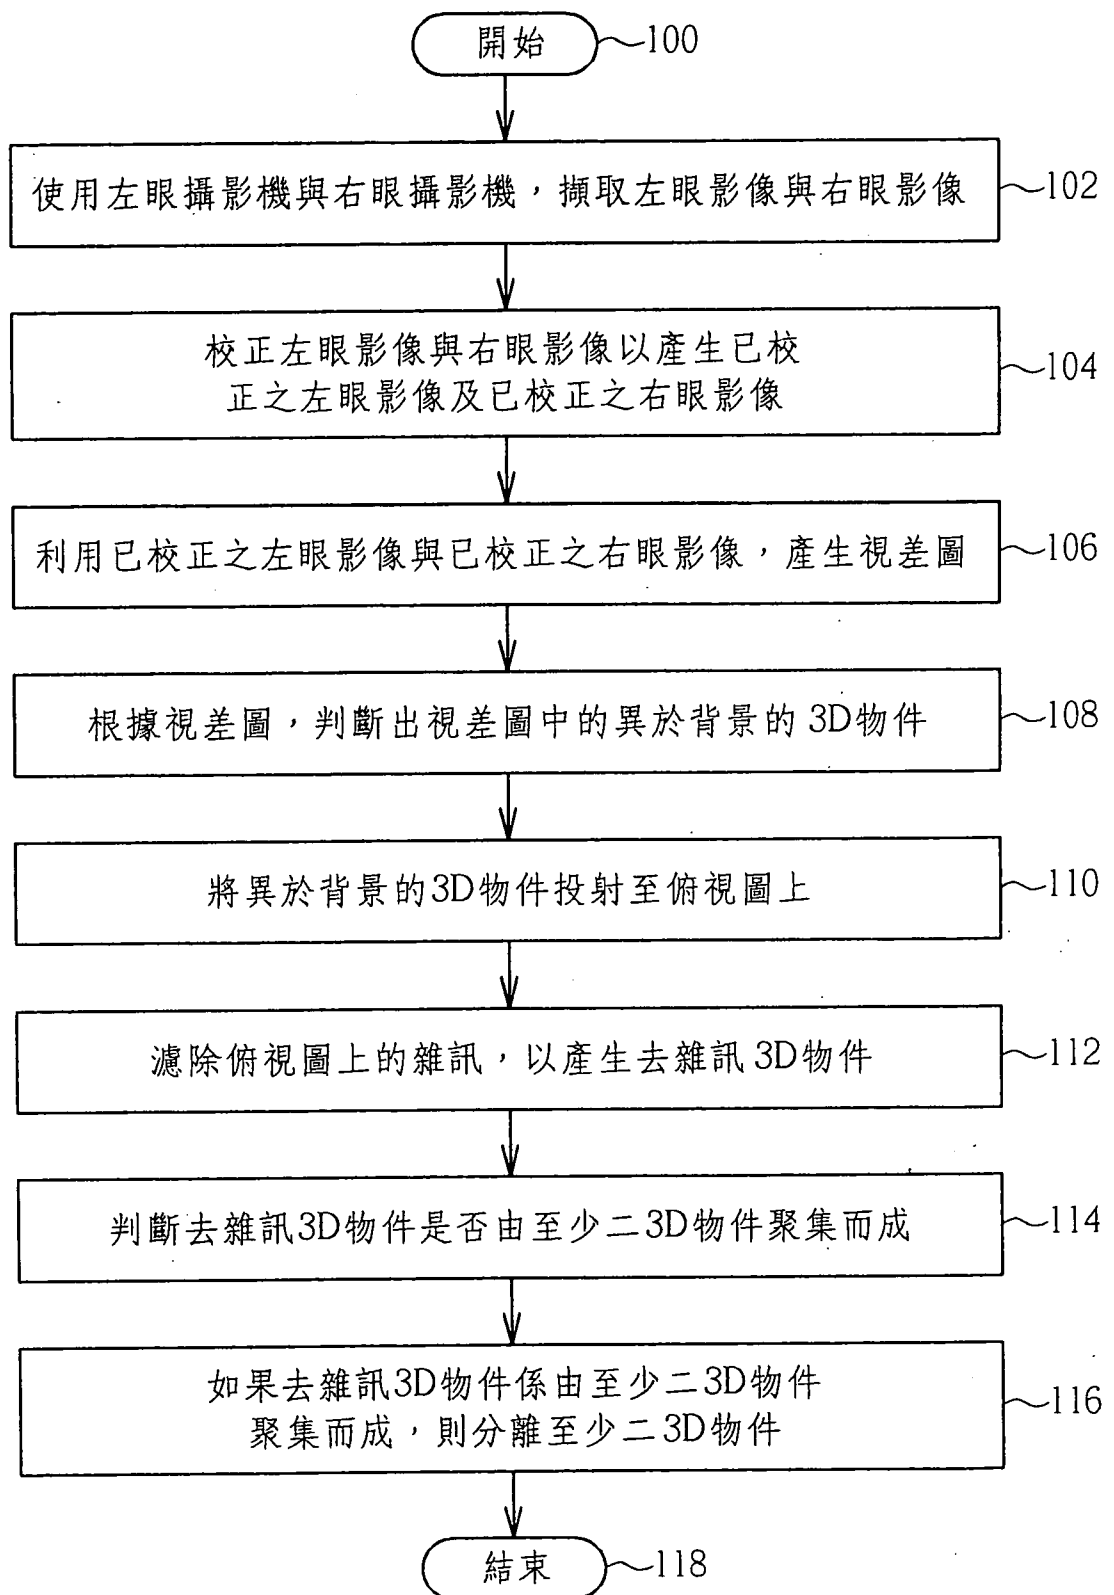 開始 100
使用左眼攝影機與右眼攝影機，擷取左眼影像與右眼影像 102
校正左眼影像與右眼影像以產生已校
正之左眼影像及已校正之右眼影像 104
利用已校正之左眼影像與已校正之右眼影像，產生視差圖 106
根據視差圖，判斷出視差圖中的異於背景的3D物件 108
將異於背景的3D物件投射至俯視圖上 110
濾除俯視圖上的雜訊，以產生去雜訊3D物件 112
判斷去雜訊3D物件是否由至少二3D物件聚集而成 114
如果去雜訊3D物件係由至少二3D物件
聚集而成，則分離至少二3D物件 116
結束 118